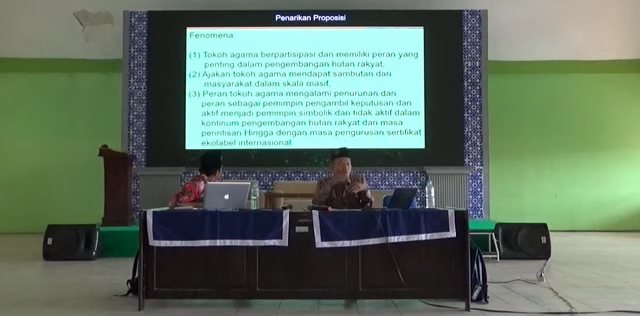 Penarikan Proposisi
Fenomena
(1) Tokoh agama berpartisipasi dan memiliki peran yang
penting dalam pengembangan hutan rakyat,
(2) Ajakan tokoh agama mendapat sambutan dari
masyarakat dalam skala masif,
(3) Peran tokoh agama mengalami penurunan dari
peran sebagai pemimpin pengambil keputusan dan
aktif menjadi pemimpin simbolik dan tidak aktif dalam
kontinum pengembangan hutan rakyat dari masa
perintisan Hingga dengan masa pengurusan sertifikat
ekolabel internasional